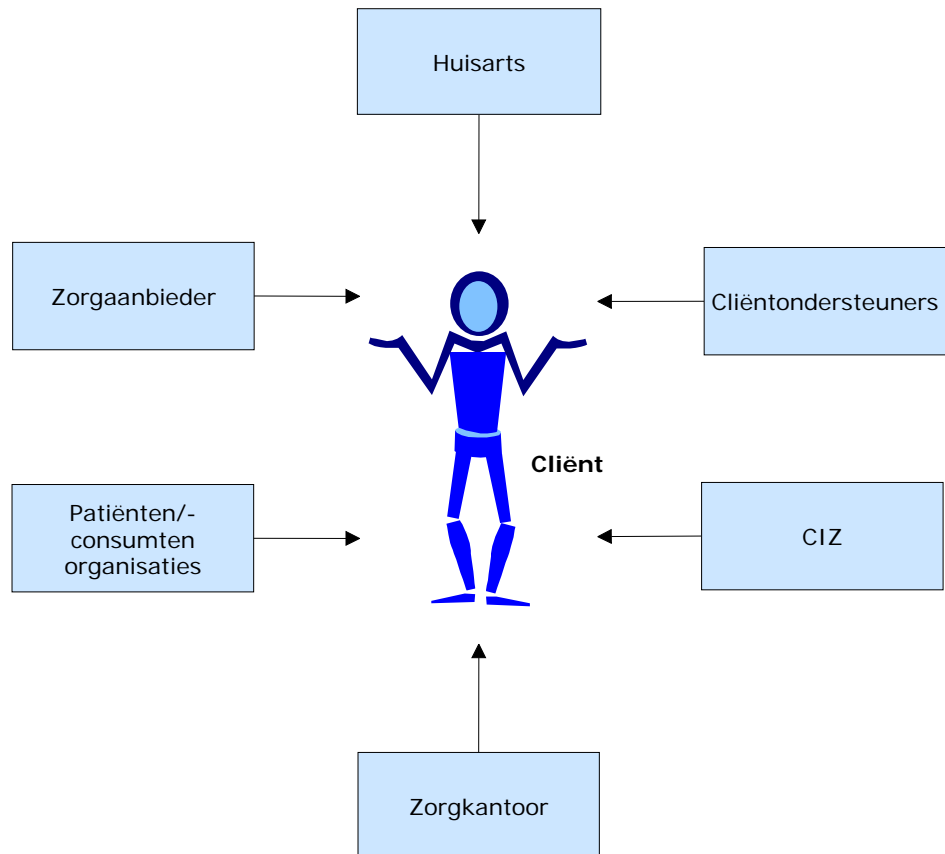 Huisarts
Zorgaanbieder
Cliëntondersteuners
Cliënt
Patiënten/-
consumten
organisaties
CIZ
Zorgkantoor